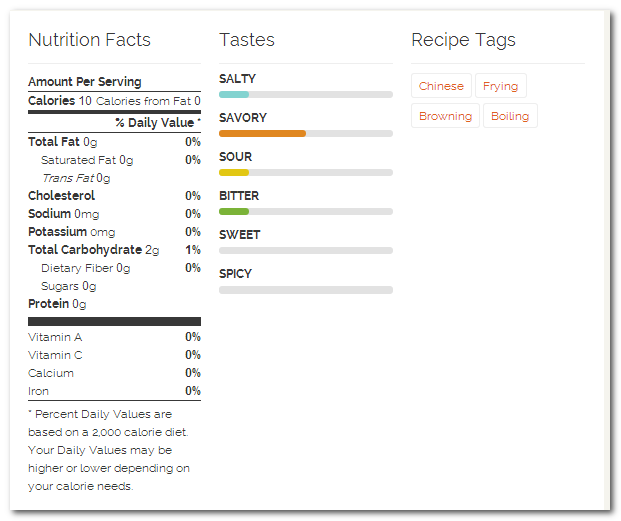 Nutrition Facts
Amount Per Serving
Calories 10 Calories from Fat 0
% Daily Value *
Total Fat 0g 0%
Saturated Fat 0g 0%
Trans Fat 0g
Cholesterol 0%
Sodium 0mg 0%
Potassium 0mg 0%
Total Carbohydrate 2g 1%
Dietary Fiber 0g 0%
Sugars 0g
Protein 0g
Vitamin A 0%
Vitamin C 0%
Calcium 0%
Iron 0%
* Percent Daily Values are
based on a 2,000 calorie diet.
Your Daily Values may be
higher or lower depending on
your calorie needs.
Tastes
SALTY
SAVORY
SOUR
BITTER
SWEET
SPICY
Recipe Tags
Chinese Frying
Browning Boiling